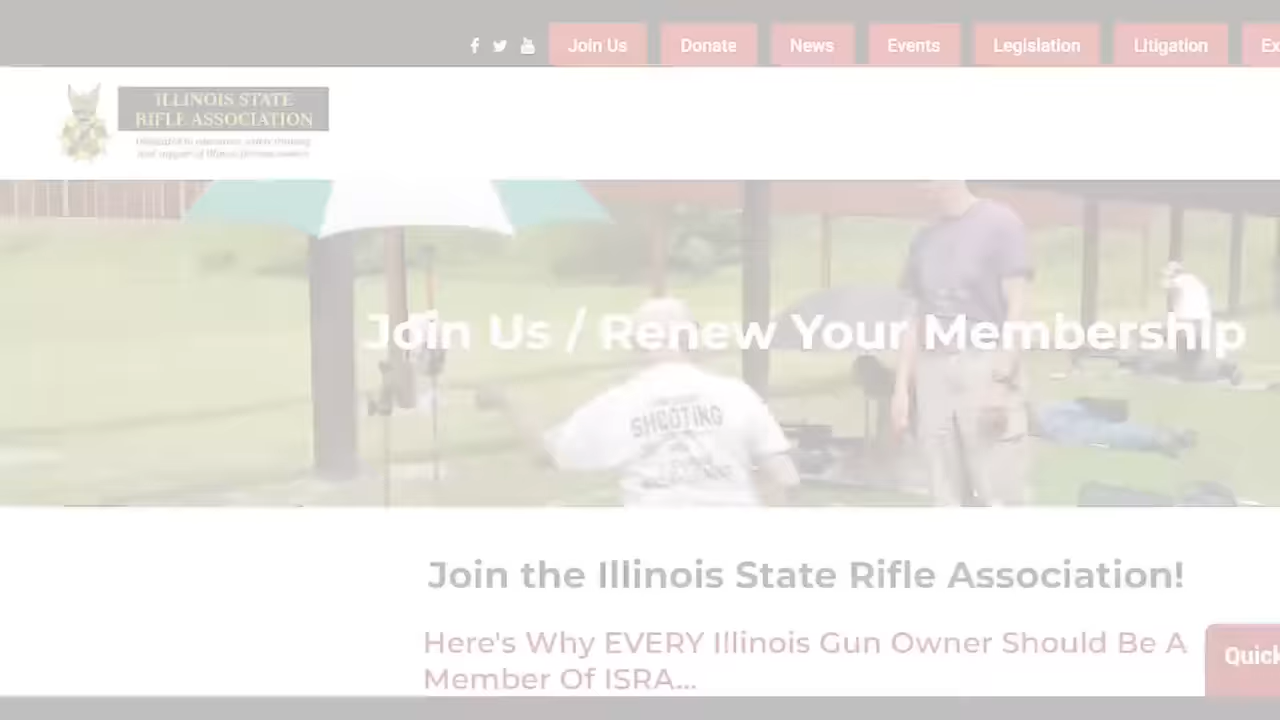 Join Us Donate News Events Legislation Litigation
ILLINOIS STATE
RIFLE ASSOCIATION
Join Us / Renew Your Membership
SHOOTING
Join the Illinois State Rifle Association!
Here's Why EVERY Illinois Gun Owner Should Be A
Member Of ISRA...
Quick